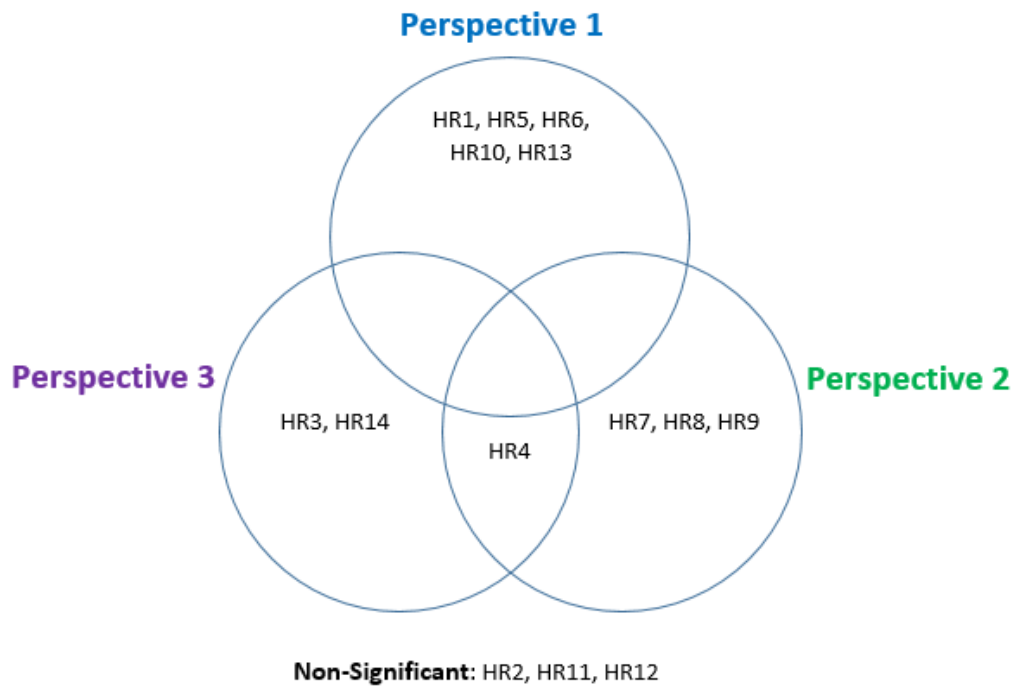 Perspective 1
HR1, HR5, HR6,
HR10, HR13
Perspective 3
Perspective 2
HR3, HR14
HR7, HR8, HR9
HR4
Non-Significant: HR2, HR11, HR12